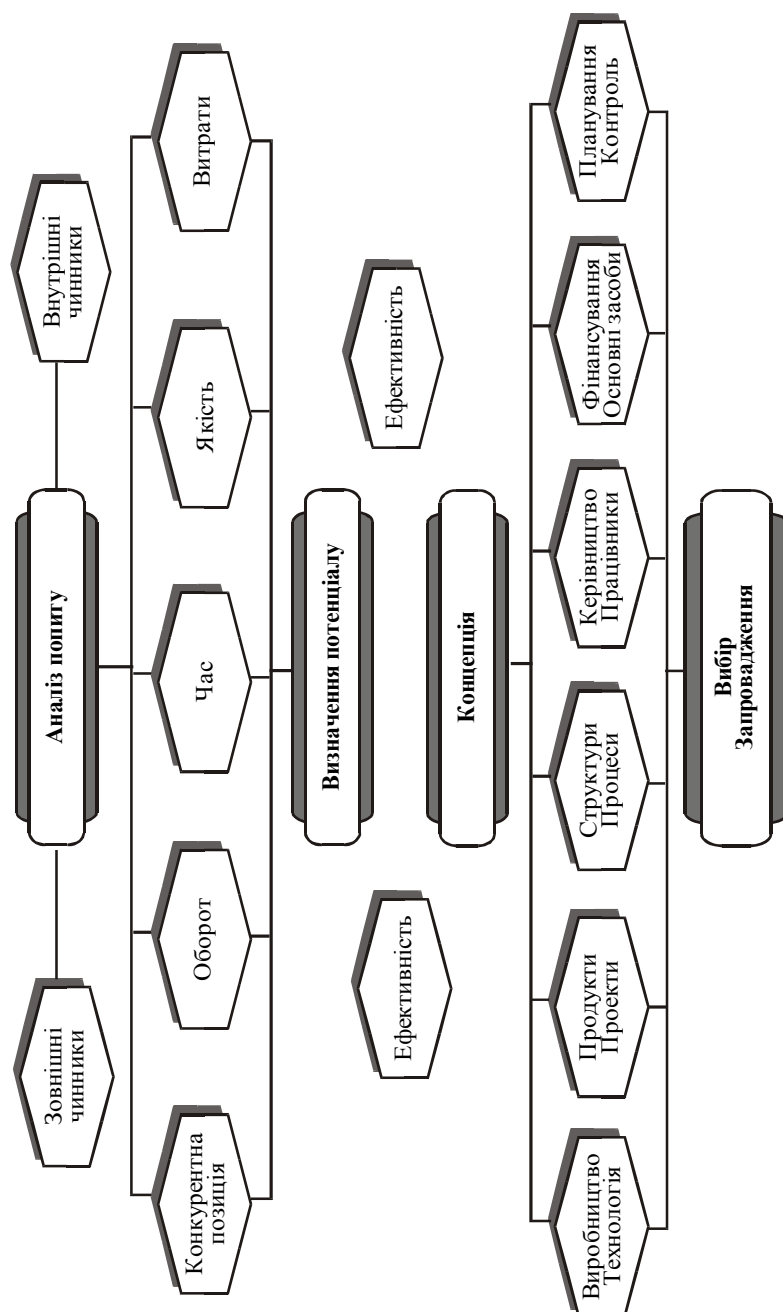 Зовнішні
чинники
Аналіз попиту
Внутрішні
чинники
Конкурентна
позиція
Оборот
Час
Якість
Витрати
Визначення потенціалу
Ефективність
Ефективність
Концепція
Виробництво
Технологія
Продукти
Проекти
Структури
Процеси
Керівництво
Працівники
Фінансування
Основні засоби
Планування
Контроль
Вибір
Запровадження